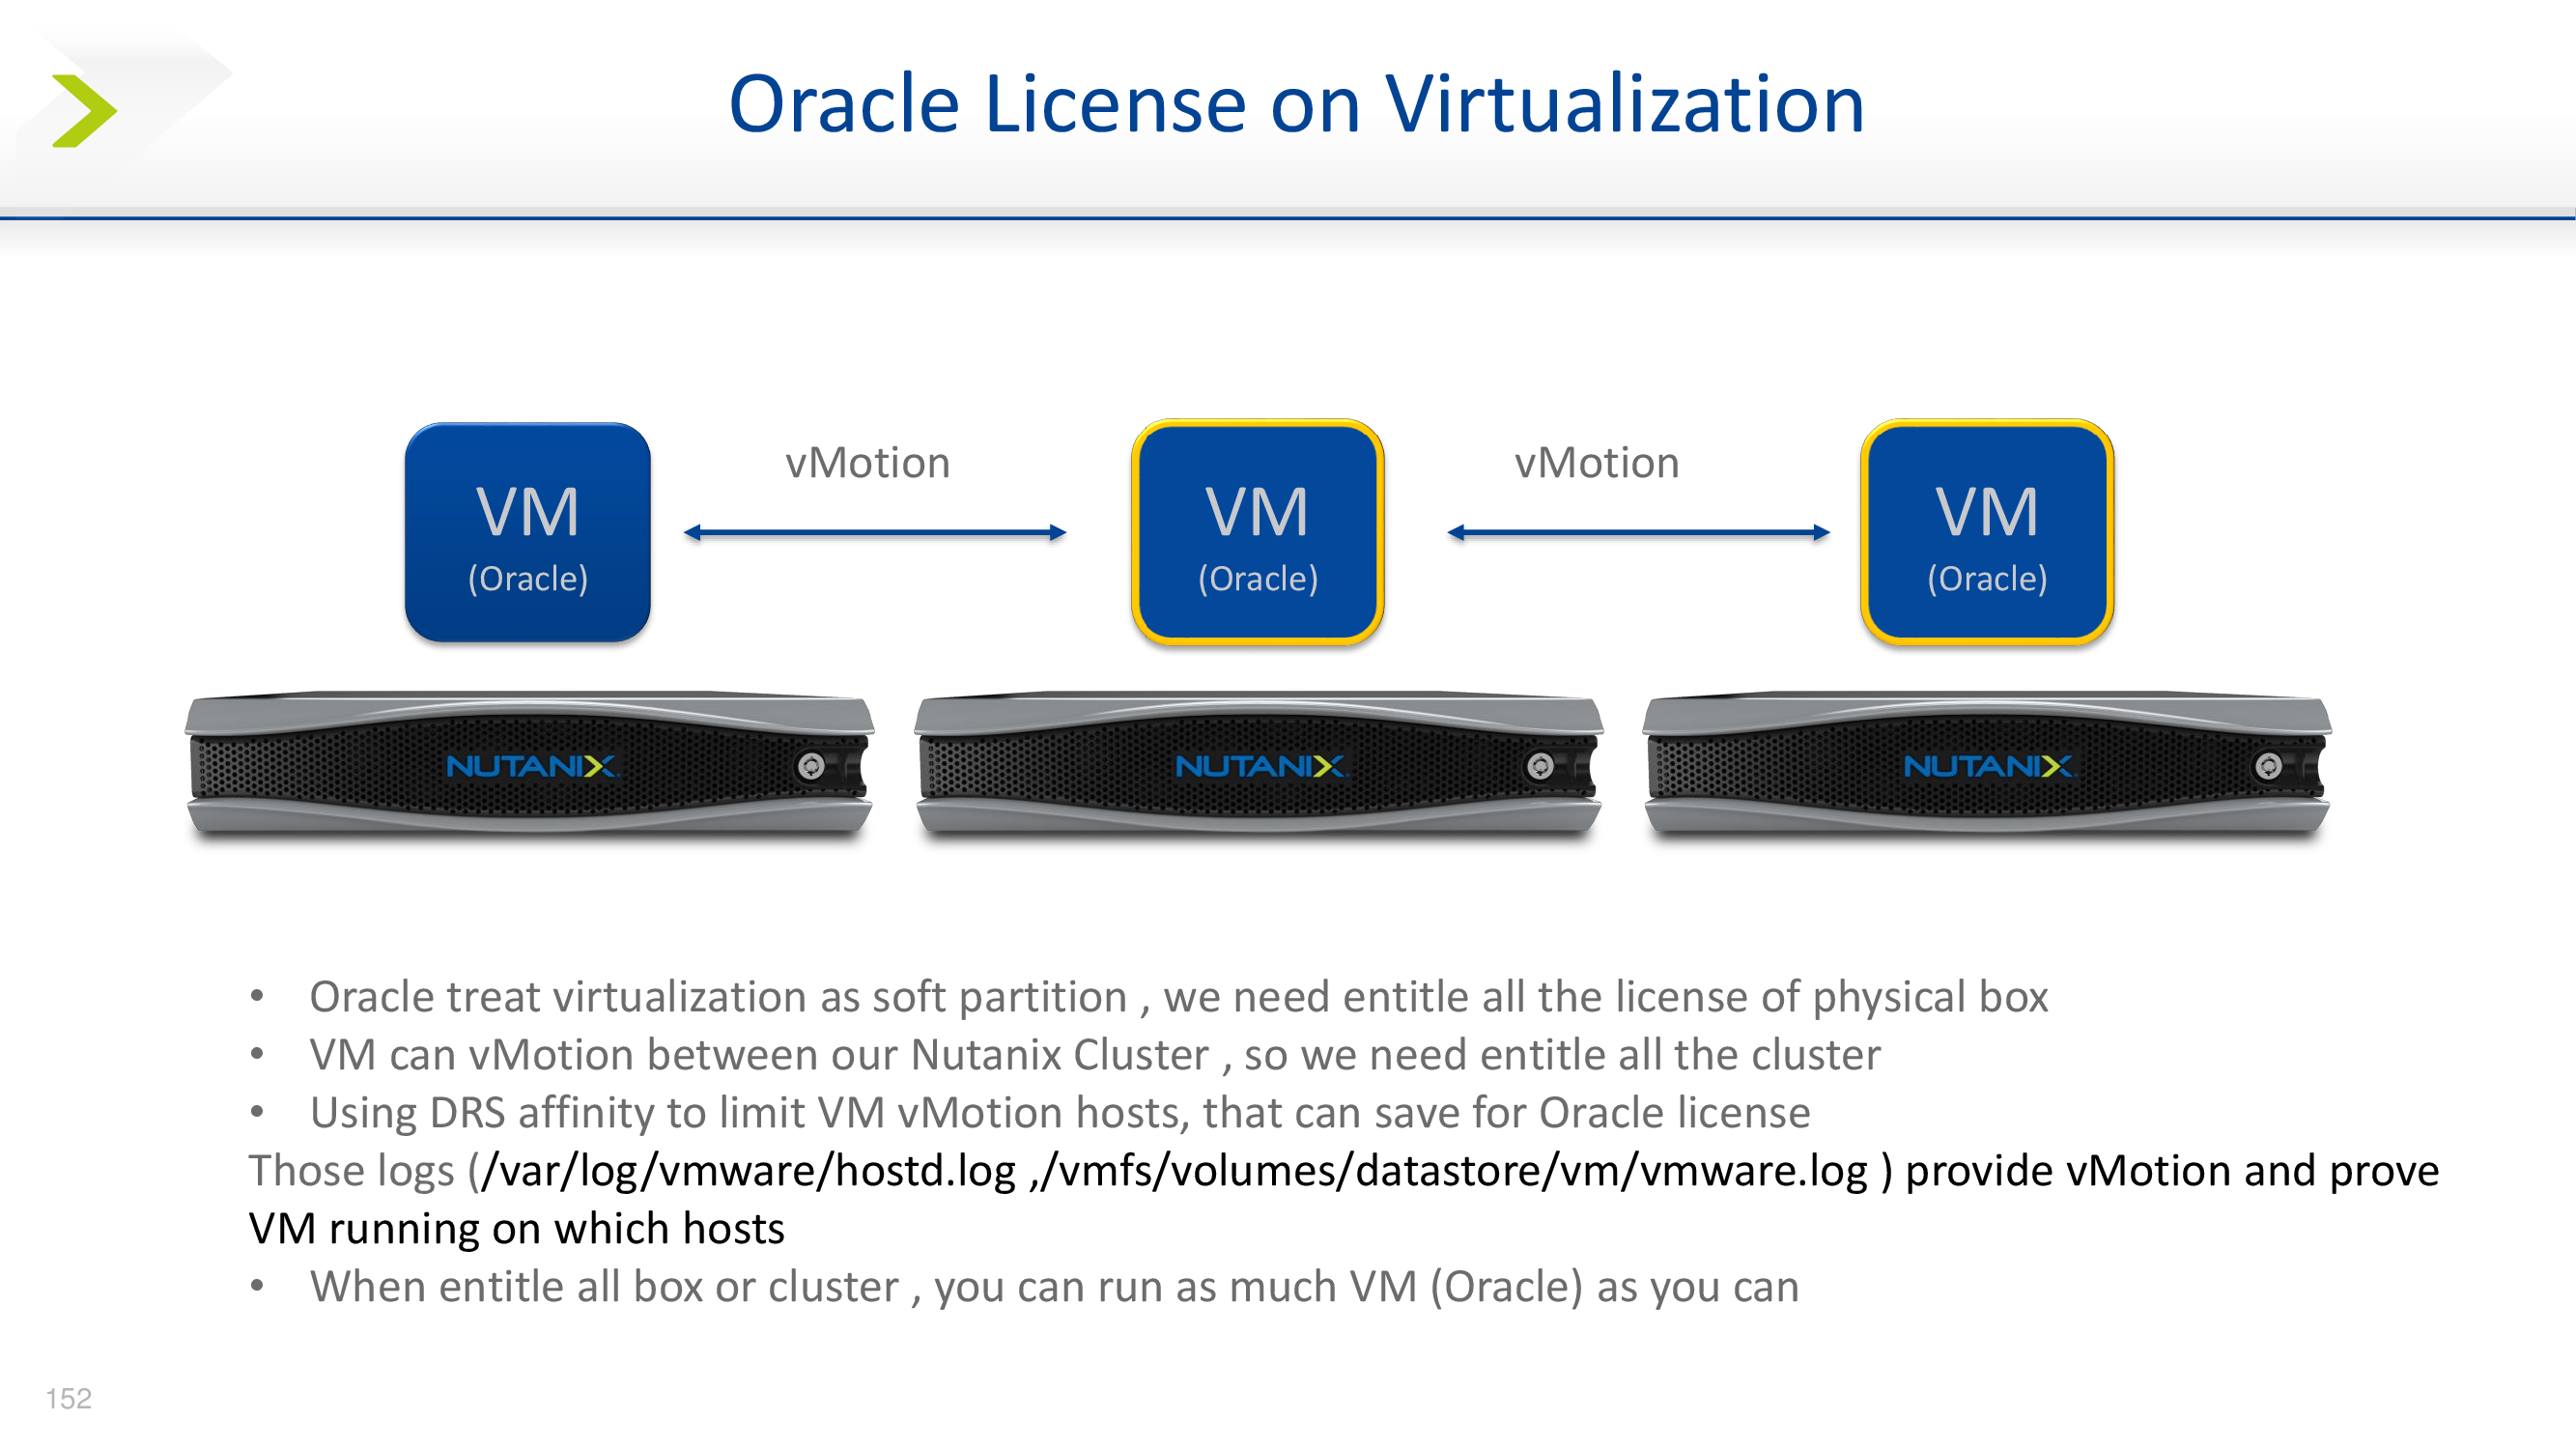 Oracle License on Virtualization
VM
(Oracle)
vMotion
VM
(Oracle)
vMotion
VM
(Oracle)
NUTANIX
NUTANIX
NUTANIX
• Oracle treat virtualization as soft partition , we need entitle all the license of physical box
• VM can vMotion between our Nutanix Cluster , so we need entitle all the cluster
• Using DRS affinity to limit VM vMotion hosts, that can save for Oracle license
Those logs (/var/log/vmware/hostd.log ,/vmfs/volumes/datastore/vm/vmware.log ) provide vMotion and prove
VM running on which hosts
• When entitle all box or cluster , you can run as much VM (Oracle) as you can
152